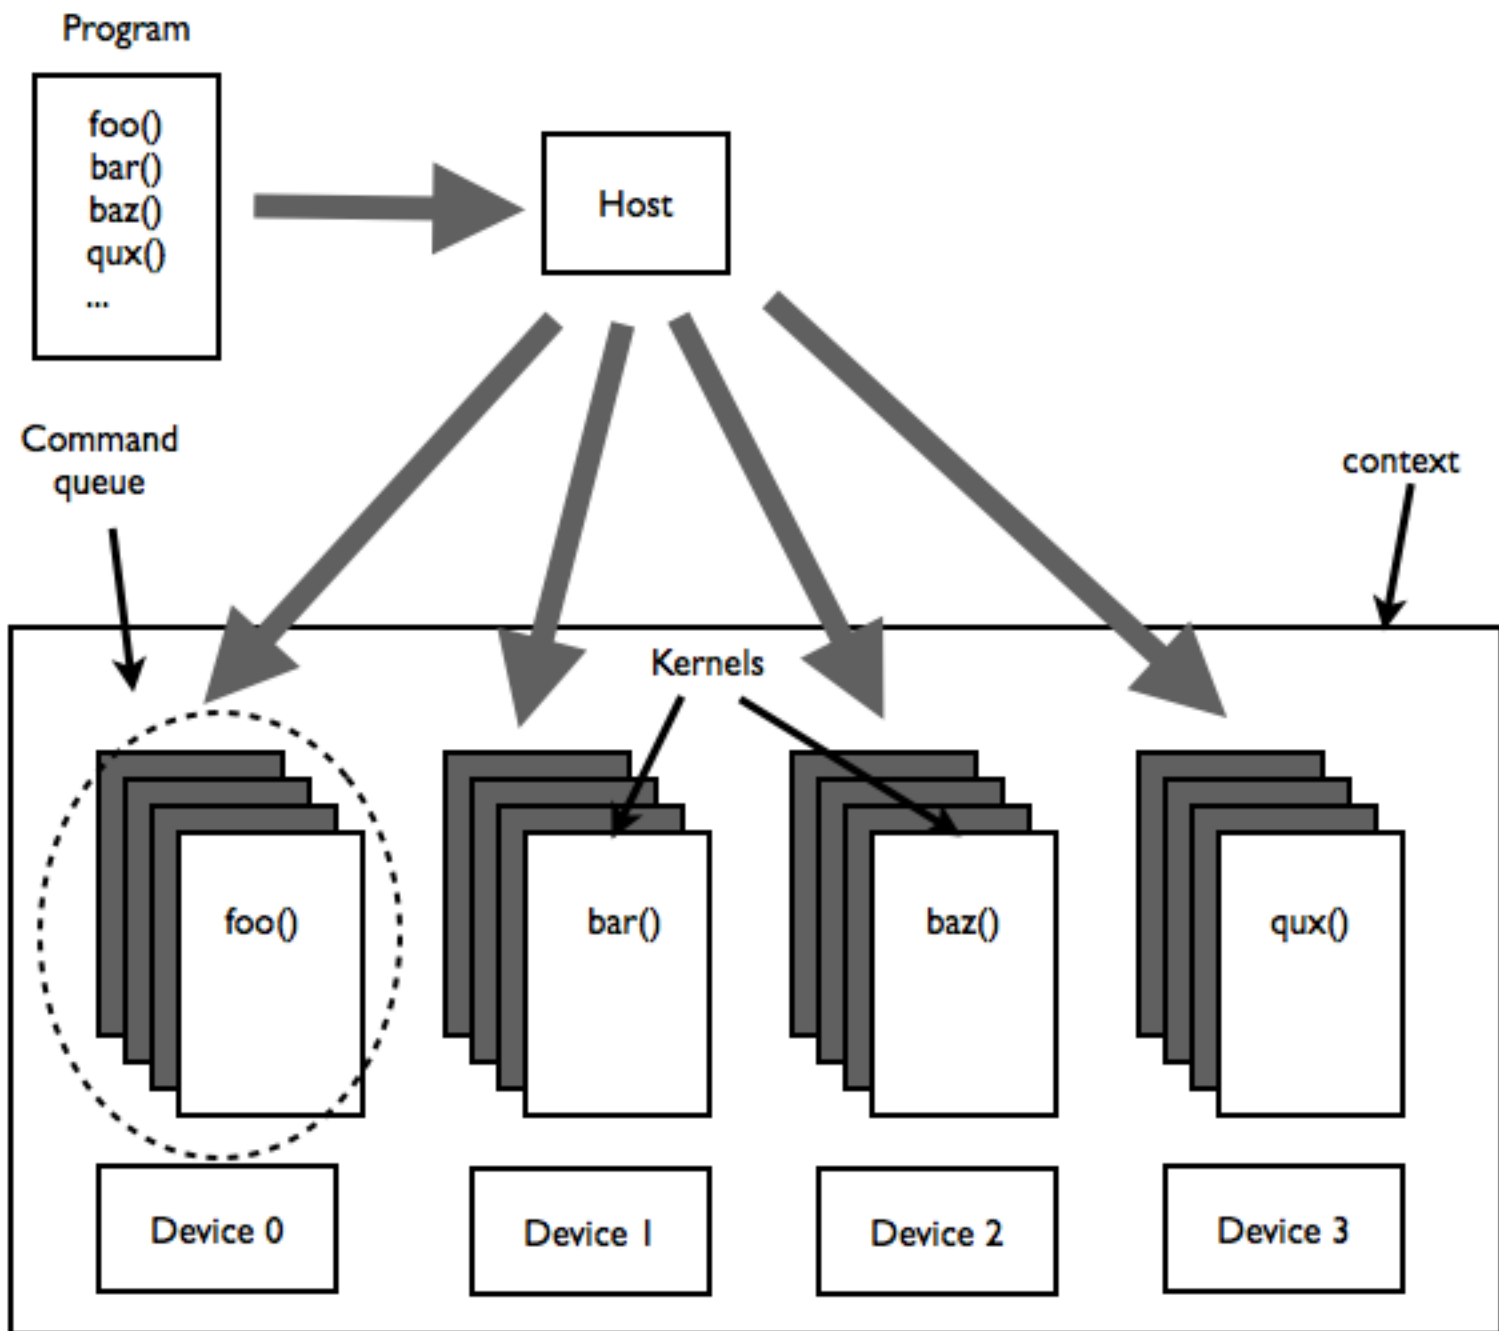 Program
foo()
bar()
baz()
qux()
...
Host
Command
queue
context
Kernels
foo()
bar()
baz()
qux()
Device 0
Device 1
Device 2
Device 3